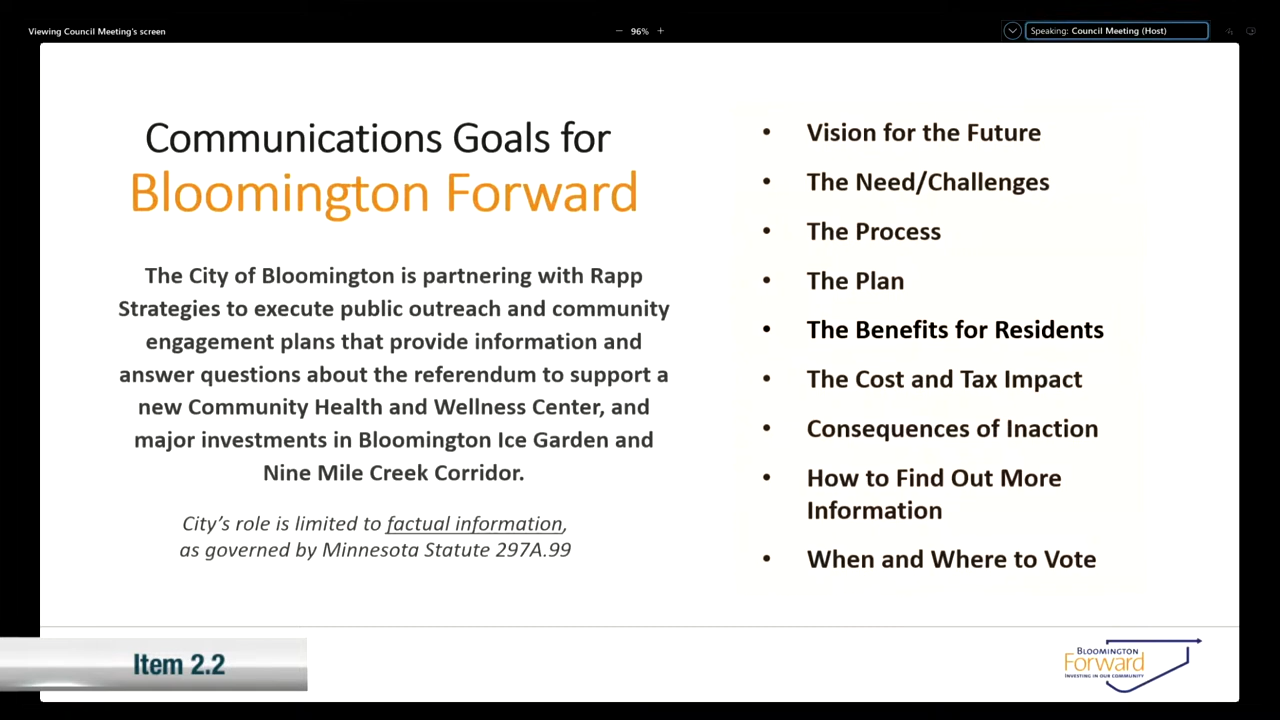 Viewing Council Meeting's screen
96%
Speaking: Council Meeting (Host)
Communications Goals for
Bloomington Forward
The City of Bloomington is partnering with Rapp
Strategies to execute public outreach and community
engagement plans that provide information and
answer questions about the referendum to support a
new Community Health and Wellness Center, and
major investments in Bloomington Ice Garden and
Nine Mile Creek Corridor.
City's role is limited to factual information,
as governed by Minnesota Statute 297A.99
• Vision for the Future
• The Need/Challenges
• The Process
• The Plan
• The Benefits for Residents
• The Cost and Tax Impact
• Consequences of Inaction
• How to Find Out More
Information
• When and Where to Vote
Item 2.2
BLOOMINGTON
Forward
INVESTING IN OUR COMMUNITY